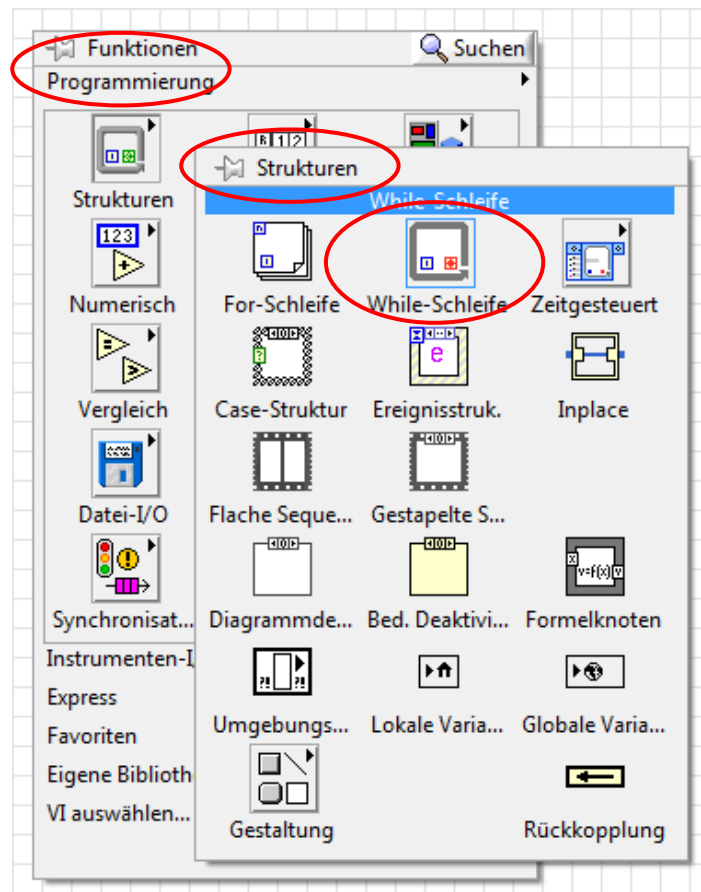 Funktionen
Suchen
Programmierung
Strukturen
While-Schleife
Strukturen
For-Schleife
While-Schleife
Zeitgesteuert
Numerisch
Case-Struktur
Ereignisstruk.
Inplace
Vergleich
Flache Seque...
Gestapelte S...
Datei-I/O
Diagrammde...
Bed. Deaktivi...
Formelknoten
Synchronisat...
Umgebungs...
Lokale Varia...
Globale Varia...
Instrumenten-I
Express
Favoriten
Eigene Biblioth
VI auswählen...
Gestaltung
Rückkopplung